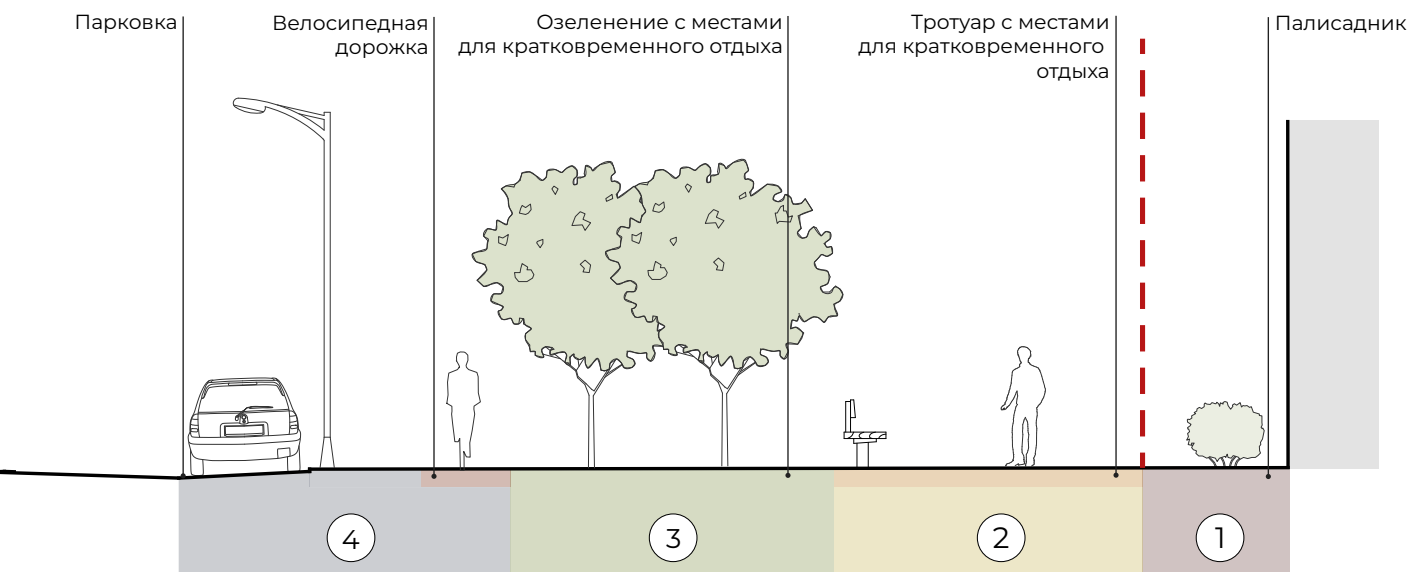 Парковка
Велосипедная
дорожка
Озеленение с местами
для кратковременного отдыха
Тротуар с местами
для кратковременного
отдыха
Палисадник
4
3
2
1